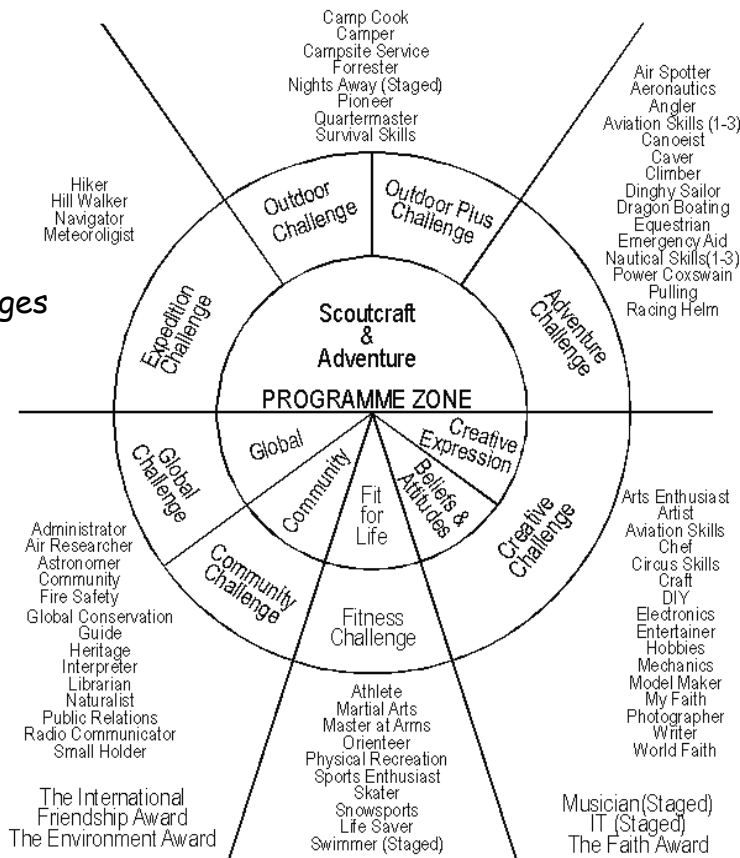 Camp Cook
Camper
Campsite Service
Forrester
Nights Away (Staged)
Pioneer
Quartermaster
Survival Skills
Air Spotter
Aeronautics
Angler
Aviation Skills (1-3)
Canoeist
Caver
Climber
Dinghy Sailor
Dragon Boating
Equestrian
Emergency Aid
Nautical Skills(1-3)
Power Coxswain
Pulling
Racing Helm
Hiker
Hill Walker
Navigator
Meteoroligist
ges
Outdoor
Challenge
Outdoor Plus
Challenge
Expedition
Challenge
Adventure
Challenge
Scoutcraft
&
Adventure
PROGRAMME ZONE
Global
Community
Fit
for
Life
Beliefs &
Attitudes
Creative
Expression
Global
Challenge
Community
Challenge
Fitness
Challenge
Creative
Challenge
Administrator
Air Researcher
Astronomer
Community
Fire Safety
Global Conservation
Guide
Heritage
Interpreter
Librarian
Naturalist
Public Relations
Radio Communicator
Small Holder
The International
Friendship Award
The Environment Award
Athlete
Martial Arts
Master at Arms
Orienteer
Physical Recreation
Sports Enthusiast
Skater
Snowsports
Life Saver
Swimmer (Staged)
Arts Enthusiast
Artist
Aviation Skills
Chef
Circus Skills
Craft
DIY
Electronics
Entertainer
Hobbies
Mechanics
Model Maker
My Faith
Photographer
Writer
World Faith
Musician(Staged)
IT (Staged)
The Faith Award